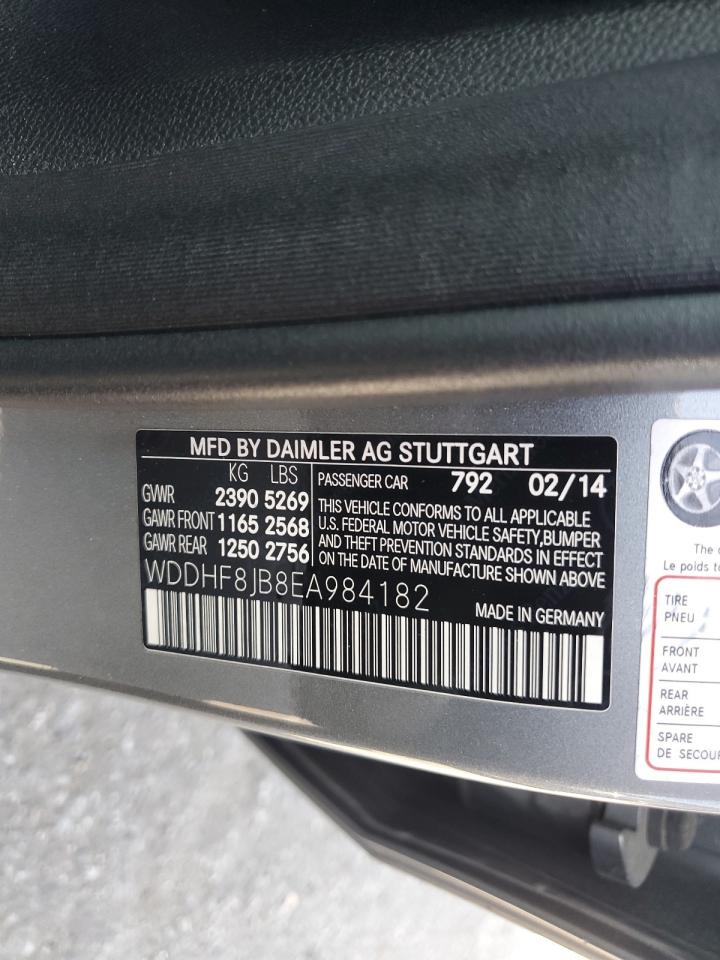 MFD BY DAIMLER AG STUTTGART
KG LBS
GVWR 2390 5269
GAWR FRONT 1165 2568
GAWR REAR 1250 2756
PASSENGER CAR 792 02/14
THIS VEHICLE CONFORMS TO ALL APPLICABLE
U.S. FEDERAL MOTOR VEHICLE SAFETY,BUMPER
AND THEFT PREVENTION STANDARDS IN EFFECT
ON THE DATE OF MANUFACTURE SHOWN ABOVE
WDDHF8JB8EA984182
MADE IN GERMANY
The
Le poids
TIRE
PNEU
FRONT
AVANT
REAR
ARRIÈRE
SPARE
DE